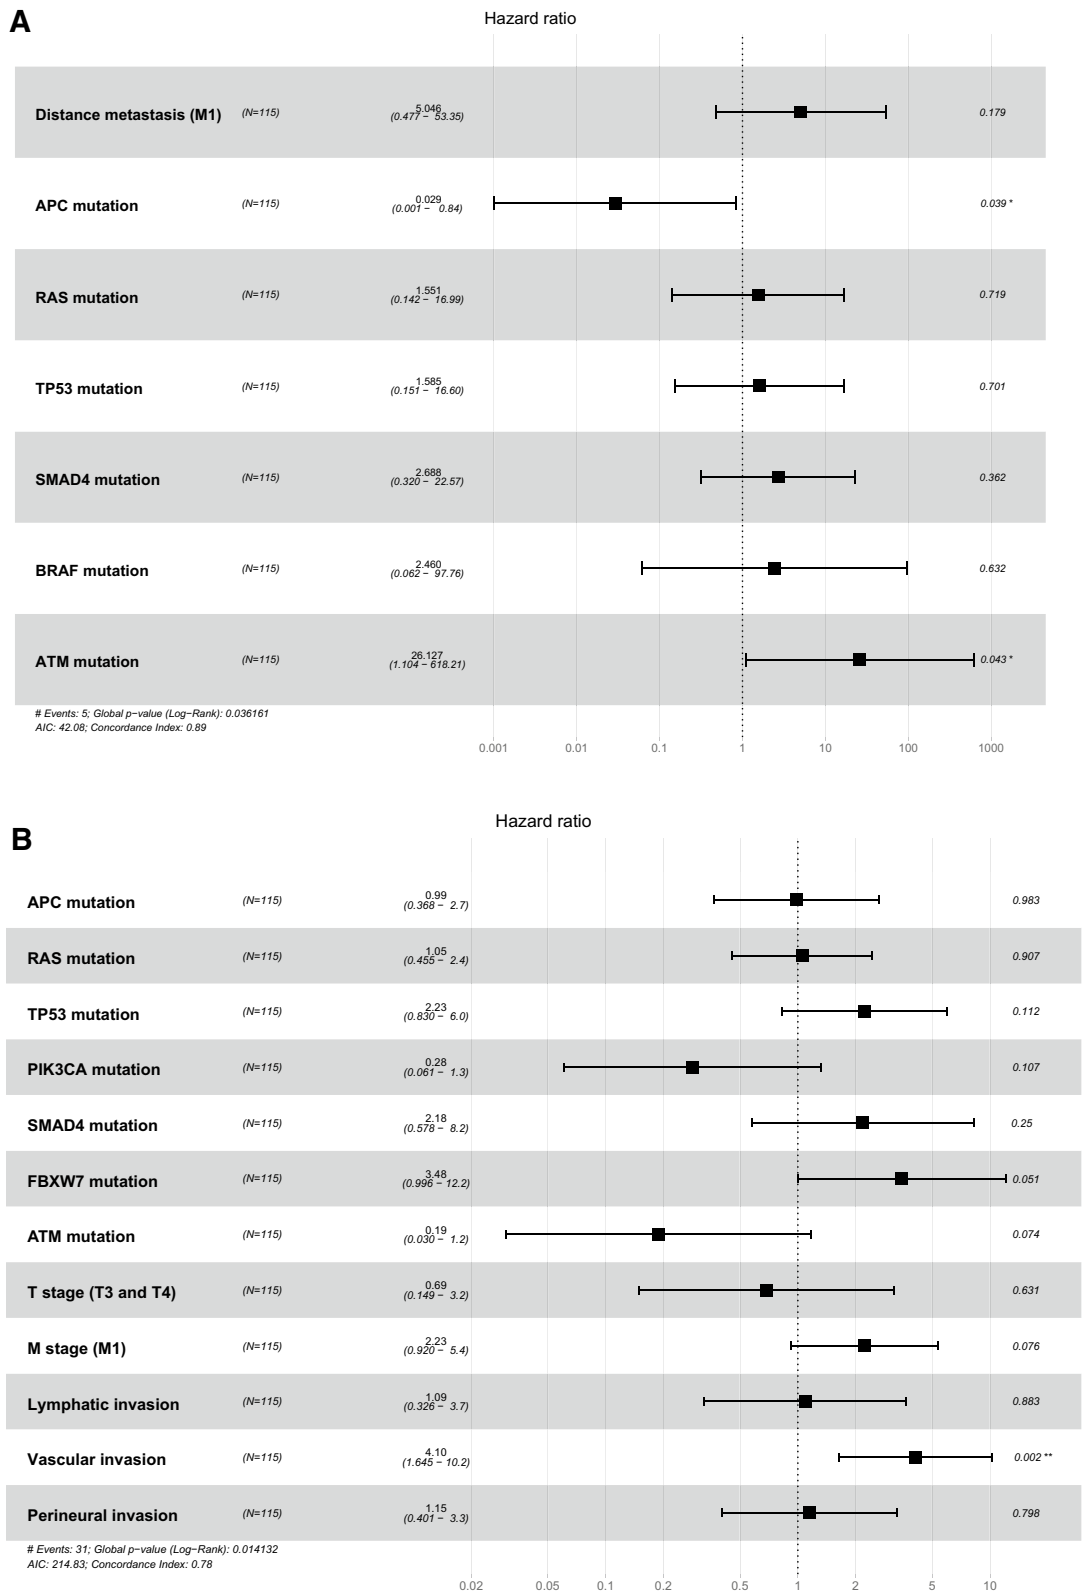 A
Hazard ratio
Distance metastasis (M1) (N=115) 5.046 0.179
(0.477 − 53.35)
APC mutation (N=115) 0.029 0.039 *
(0.001 − 0.84)
RAS mutation (N=115) 1.551 0.719
(0.142 − 16.99)
TP53 mutation (N=115) 1.585 0.701
(0.151 − 16.60)
SMAD4 mutation (N=115) 2.688 0.362
(0.320 − 22.57)
BRAF mutation (N=115) 2.460 0.632
(0.062 − 97.76)
ATM mutation (N=115) 26.127 0.043 *
(1.104 − 618.21)
# Events: 5; Global p−value (Log−Rank): 0.036161
AIC: 42.08; Concordance Index: 0.89
0.001 0.01 0.1 1 10 100 1000
B
Hazard ratio
APC mutation (N=115) 0.99 0.983
(0.368 − 2.7)
RAS mutation (N=115) 1.05 0.907
(0.455 − 2.4)
TP53 mutation (N=115) 2.23 0.112
(0.830 − 6.0)
PIK3CA mutation (N=115) 0.28 0.107
(0.061 − 1.3)
SMAD4 mutation (N=115) 2.18 0.25
(0.578 − 8.2)
FBXW7 mutation (N=115) 3.48 0.051
(0.996 − 12.2)
ATM mutation (N=115) 0.19 0.074
(0.030 − 1.2)
T stage (T3 and T4) (N=115) 0.69 0.631
(0.149 − 3.2)
M stage (M1) (N=115) 2.23 0.076
(0.920 − 5.4)
Lymphatic invasion (N=115) 1.09 0.883
(0.326 − 3.7)
Vascular invasion (N=115) 4.10 0.002 **
(1.645 − 10.2)
Perineural invasion (N=115) 1.15 0.798
(0.401 − 3.3)
# Events: 31; Global p−value (Log−Rank): 0.014132
AIC: 214.83; Concordance Index: 0.78
0.02 0.05 0.1 0.2 0.5 1 2 5 10